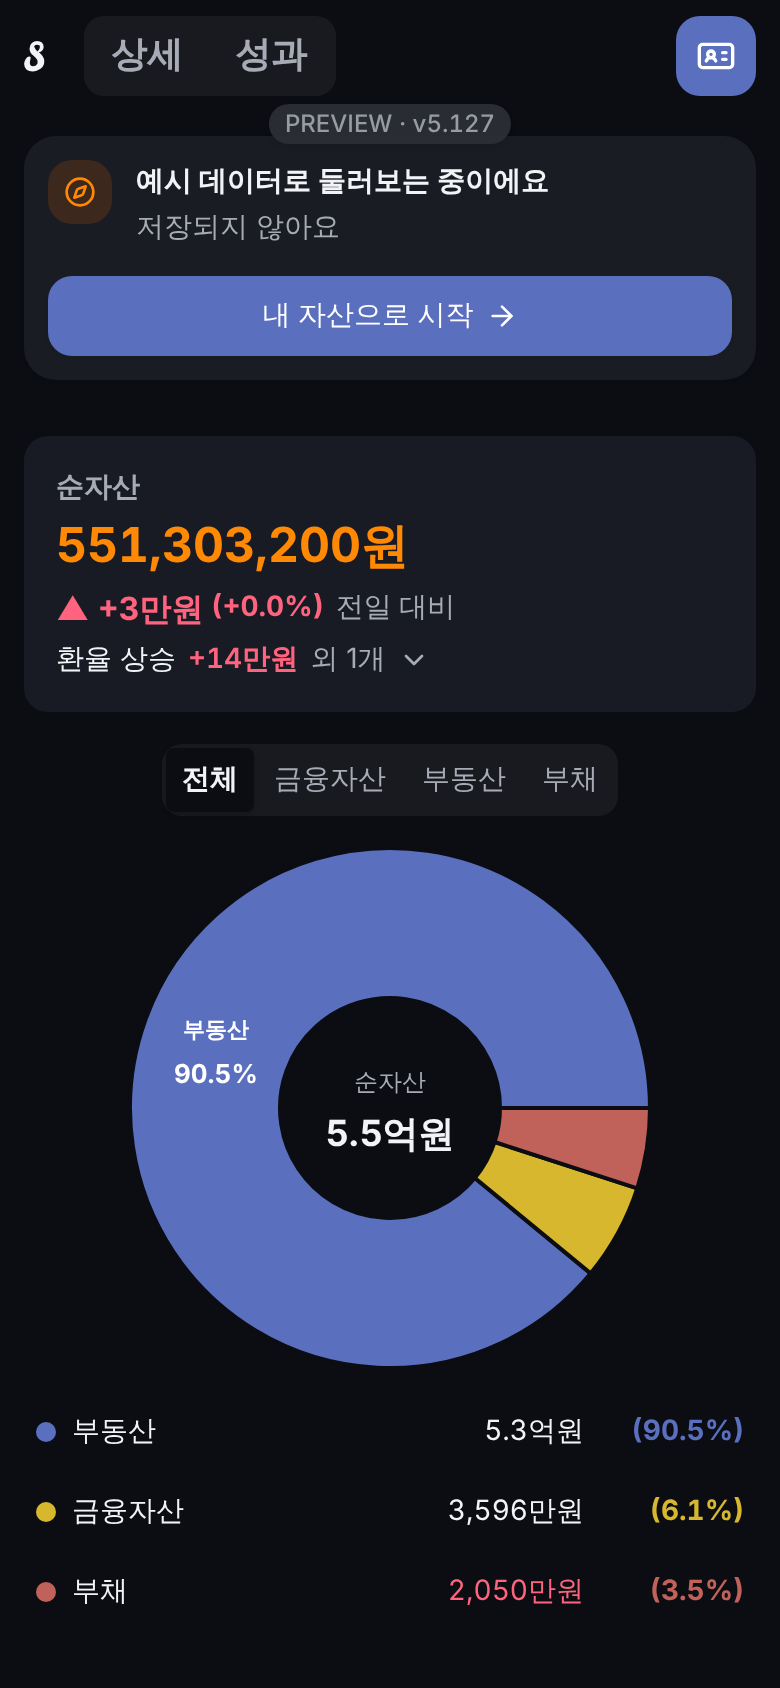 S
상세 성과
PREVIEW · v5.127
예시 데이터로 둘러보는 중이에요
저장되지 않아요
내 자산으로 시작 →
순자산
551,303,200원
▲ +3만원 (+0.0%) 전일 대비
환율 상승 +14만원 외 1개
전체 금융자산 부동산 부채
부동산
90.5%
순자산
5.5억원
부동산 5.3억원 (90.5%)
금융자산 3,596만원 (6.1%)
부채 2,050만원 (3.5%)